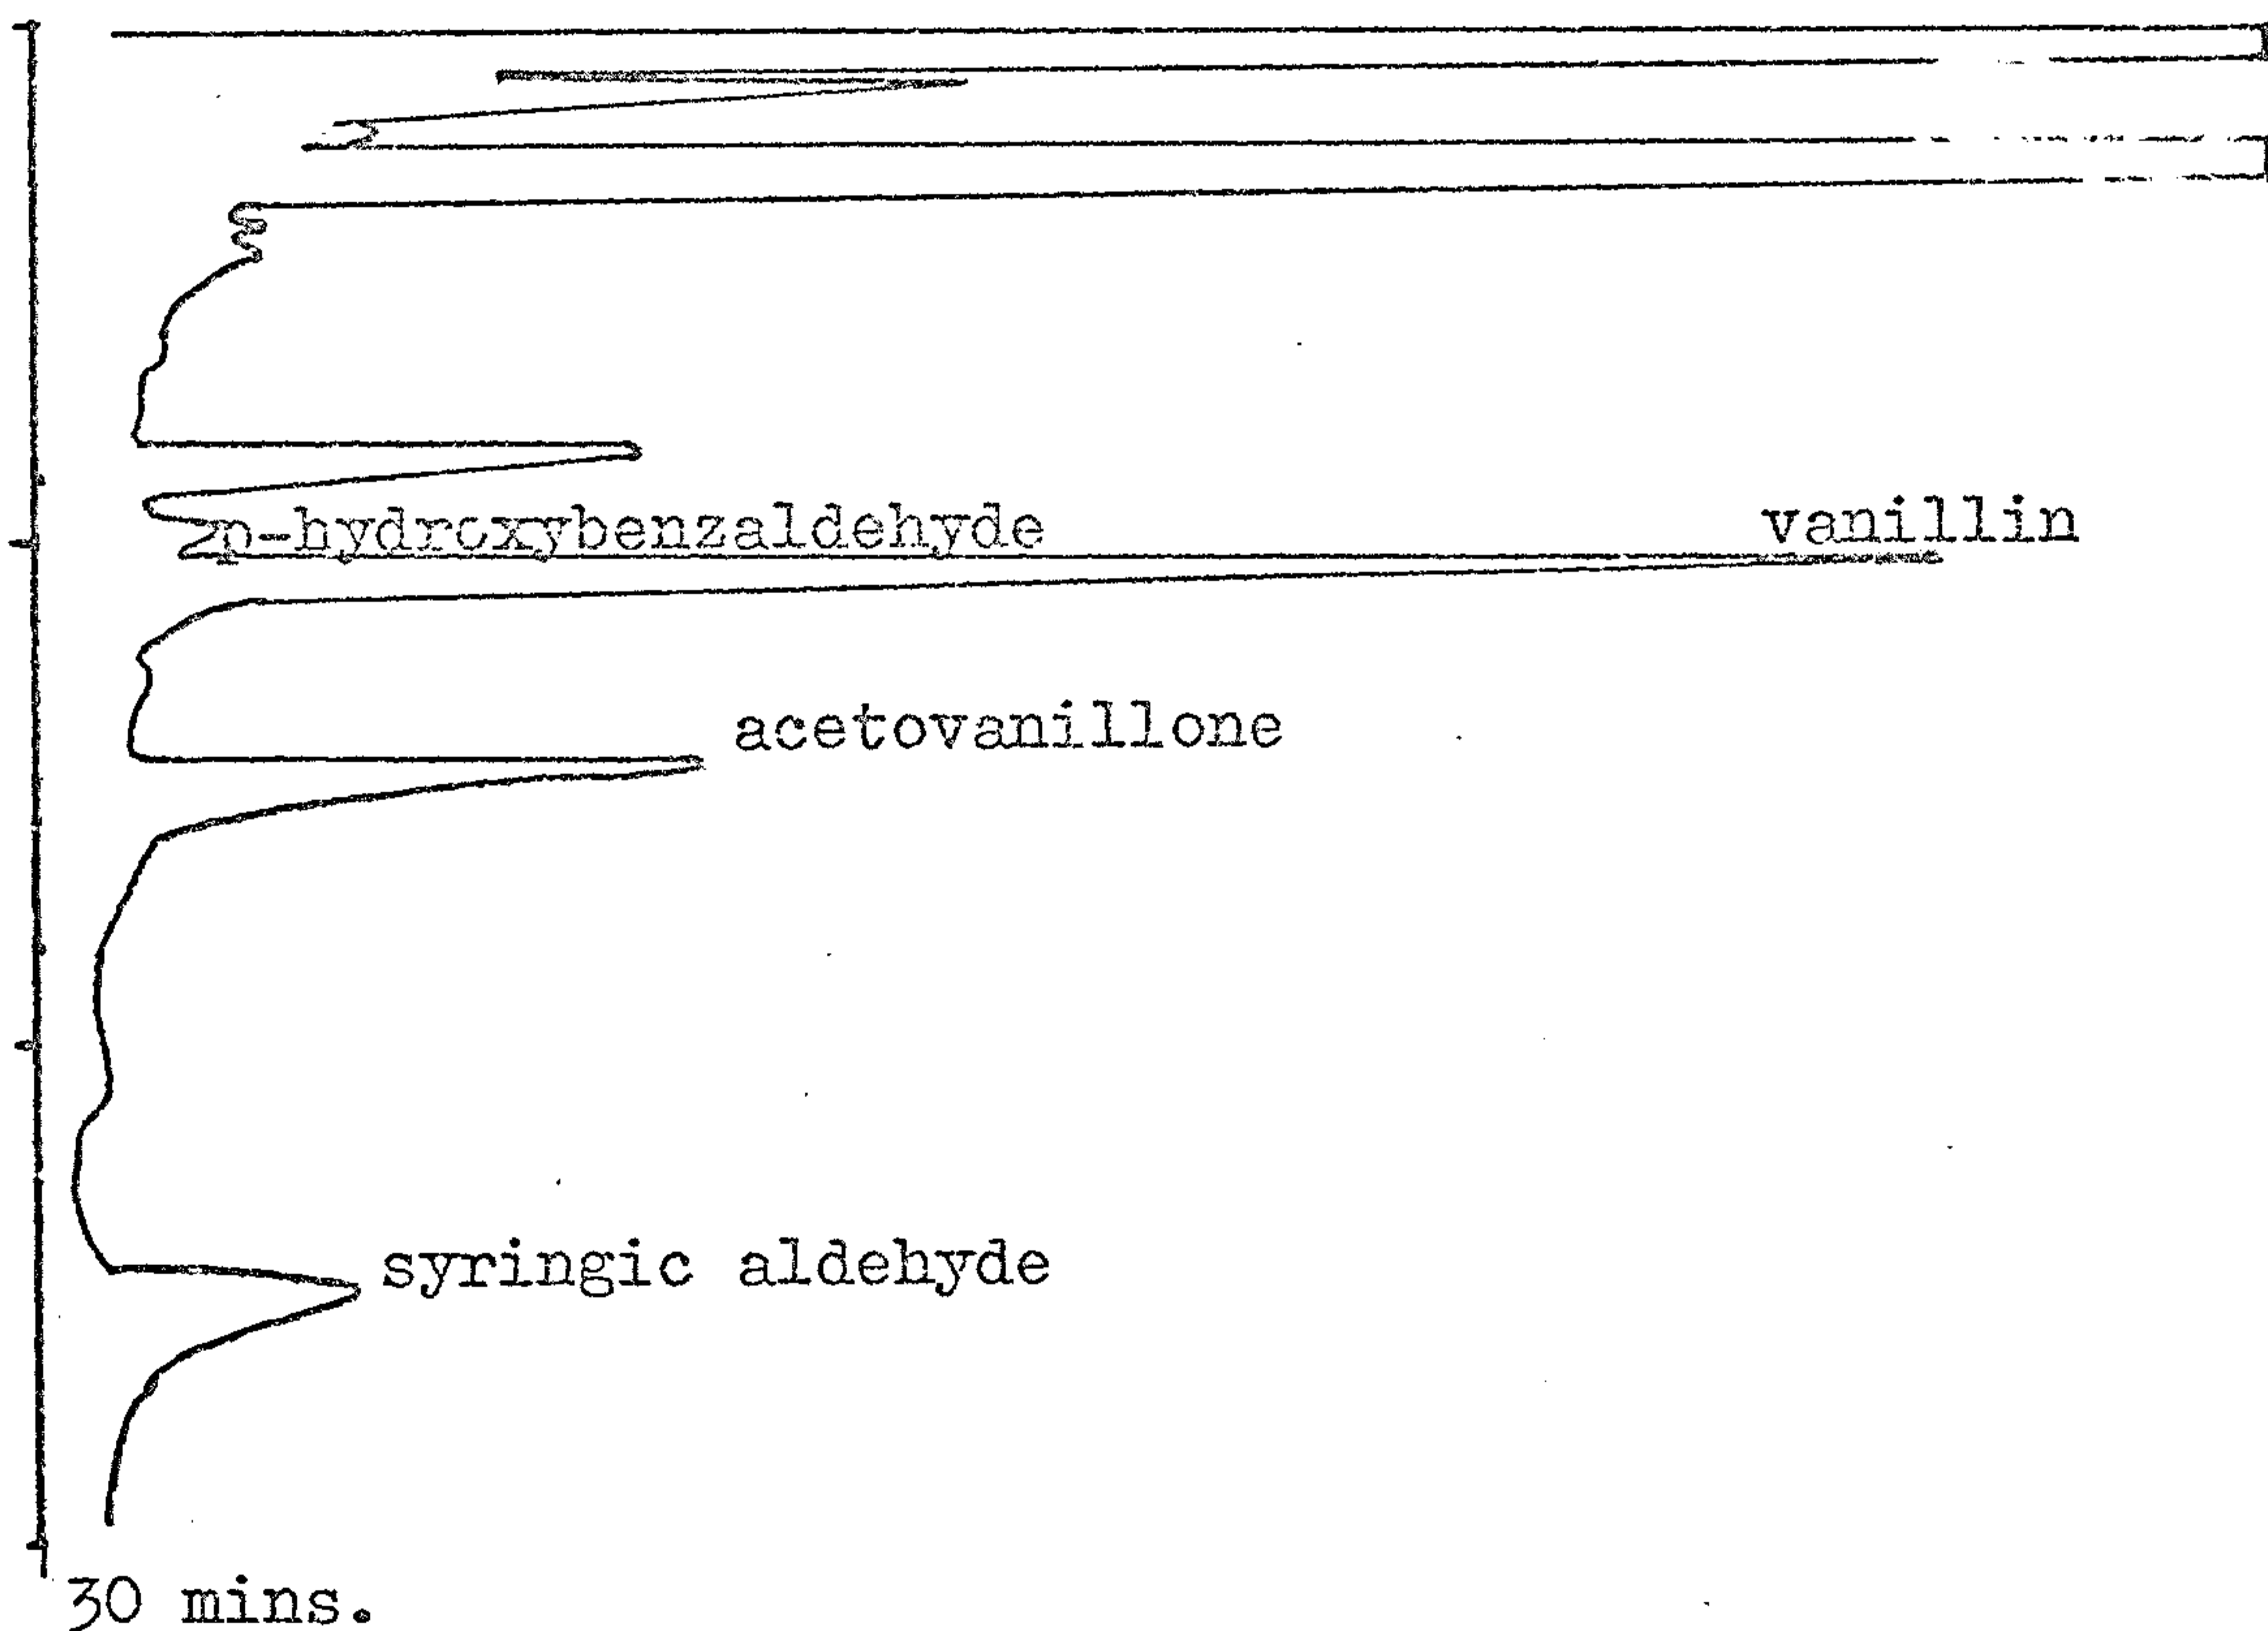 p-hydroxybenzaldehyde
vanillin
acetovanillone
syringic aldehyde
30 mins.